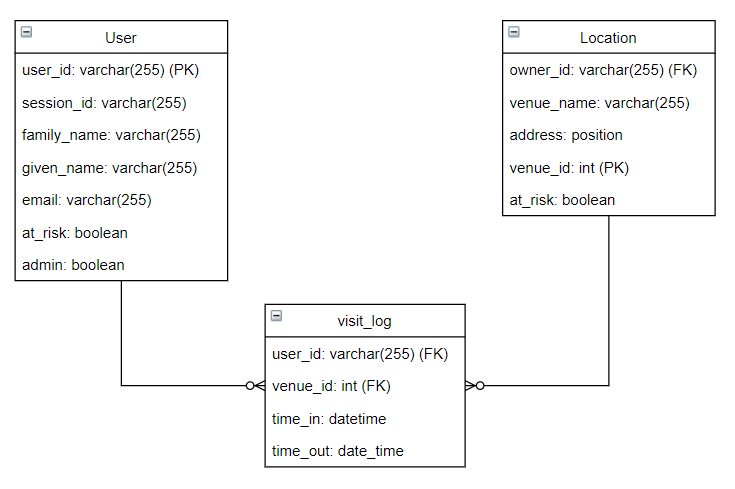 User
user_id: varchar(255) (PK)
session_id: varchar(255)
family_name: varchar(255)
given_name: varchar(255)
email: varchar(255)
at_risk: boolean
admin: boolean
Location
owner_id: varchar(255) (FK)
venue_name: varchar(255)
address: position
venue_id: int (PK)
at_risk: boolean
visit_log
user_id: varchar(255) (FK)
venue_id: int (FK)
time_in: datetime
time_out: date_time